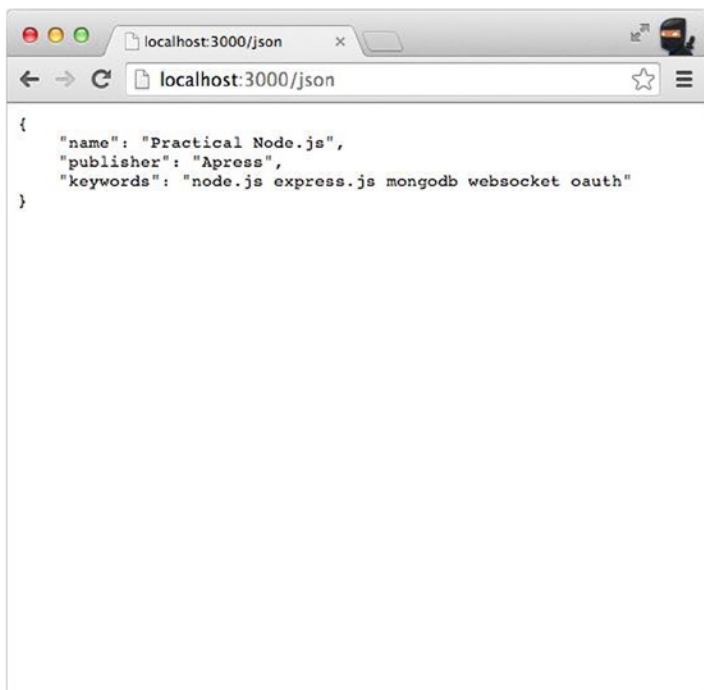 localhost:3000/json
localhost:3000/json
{
    "name": "Practical Node.js",
    "publisher": "Apress",
    "keywords": "node.js express.js mongodb websocket oauth"
}